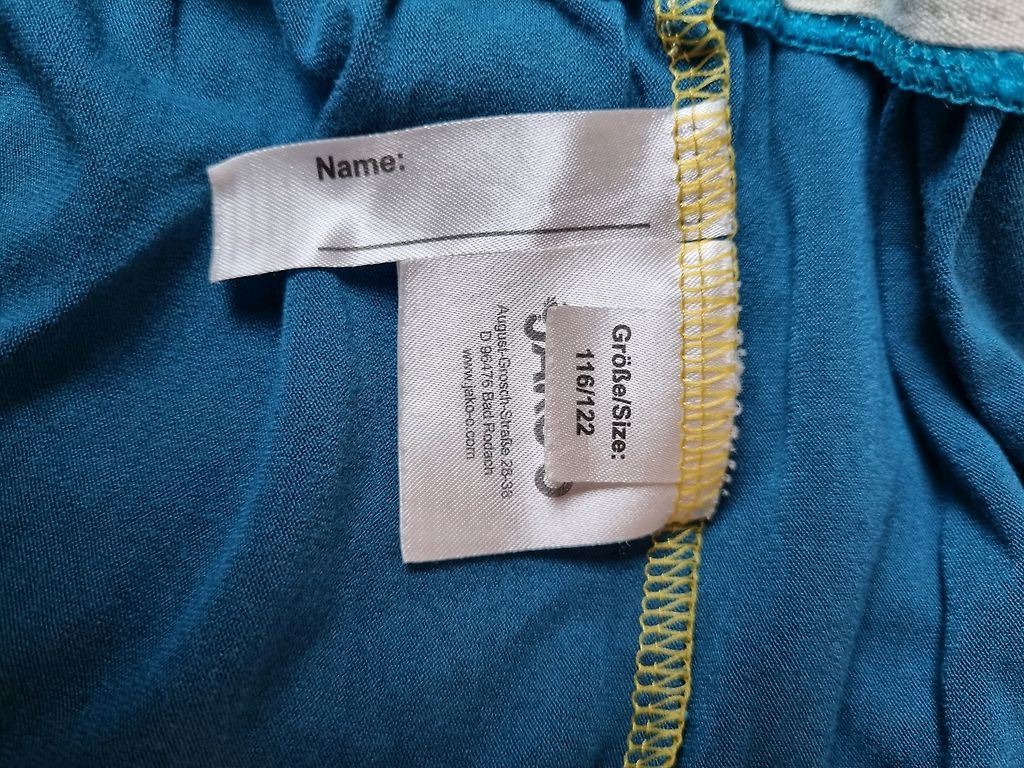 Name:
Größe/Size:
116/122
August-Grosch-Straße 28-38
D 96476 Bad Rodach
www.jako-o.com